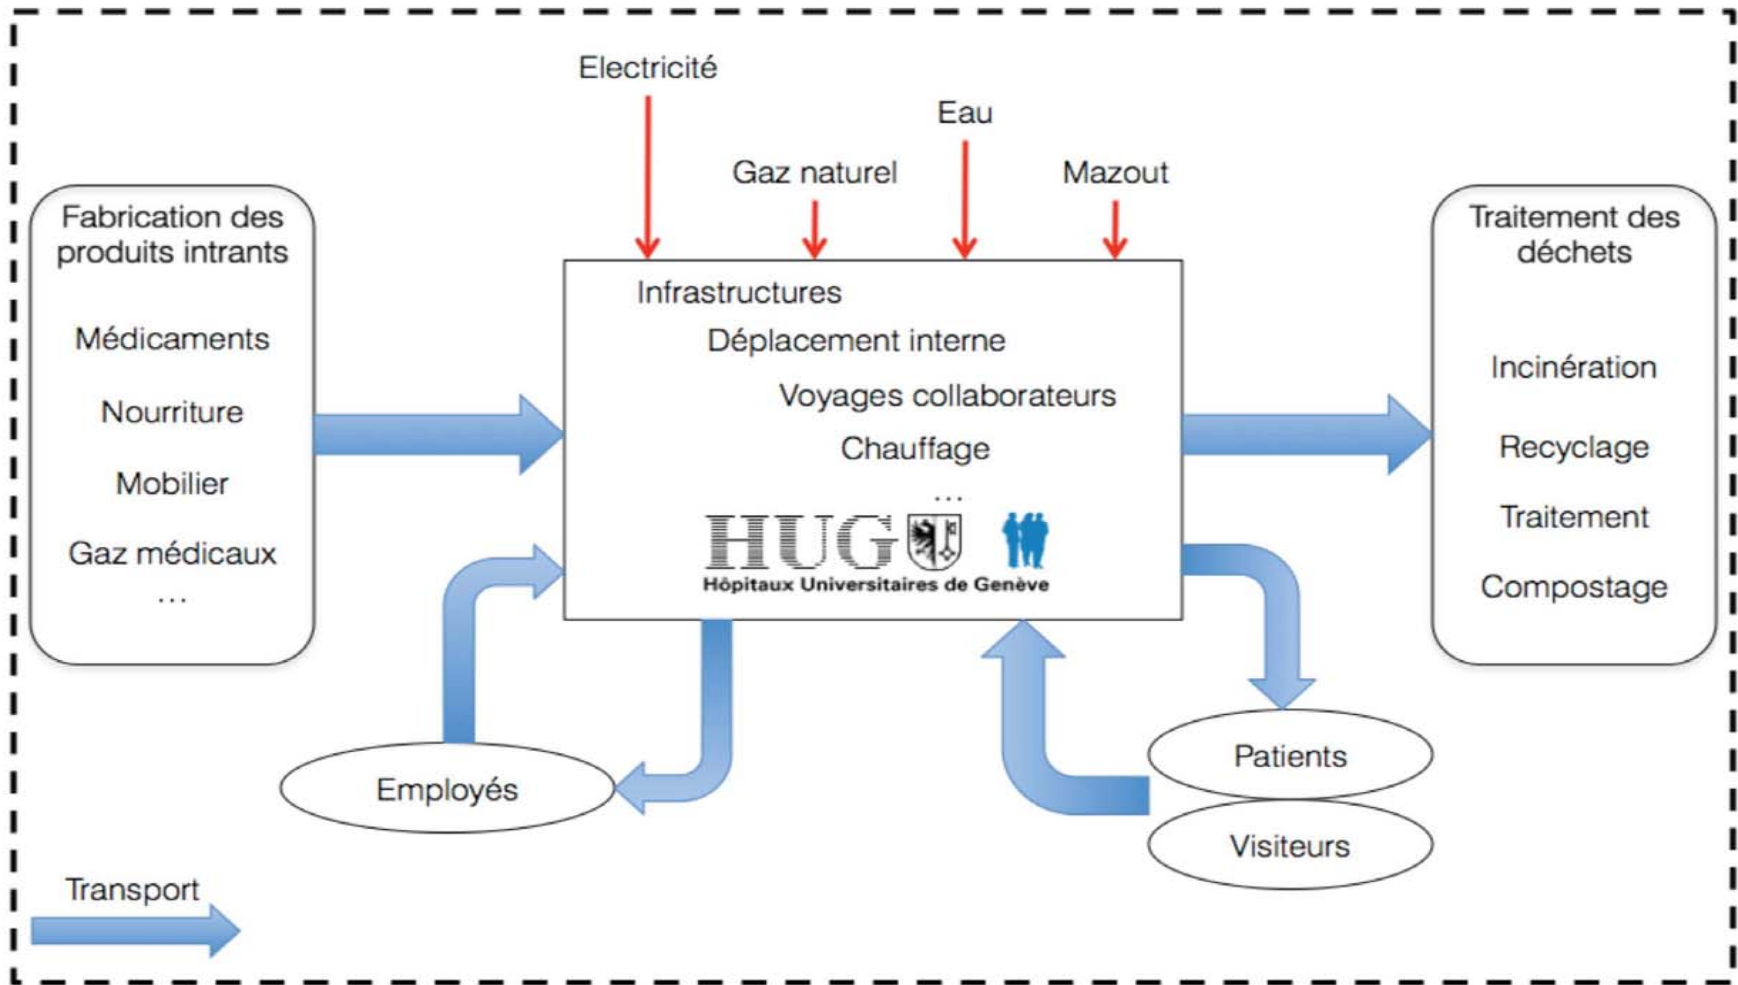 Electricité
Eau
Gaz naturel
Mazout
Fabrication des
produits intrants
Médicaments
Nourriture
Mobilier
Gaz médicaux
...
Infrastructures
Déplacement interne
Voyages collaborateurs
Chauffage
...
HUG
Hôpitaux Universitaires de Genève
Traitement des
déchets
Incinération
Recyclage
Traitement
Compostage
Employés
Patients
Visiteurs
Transport